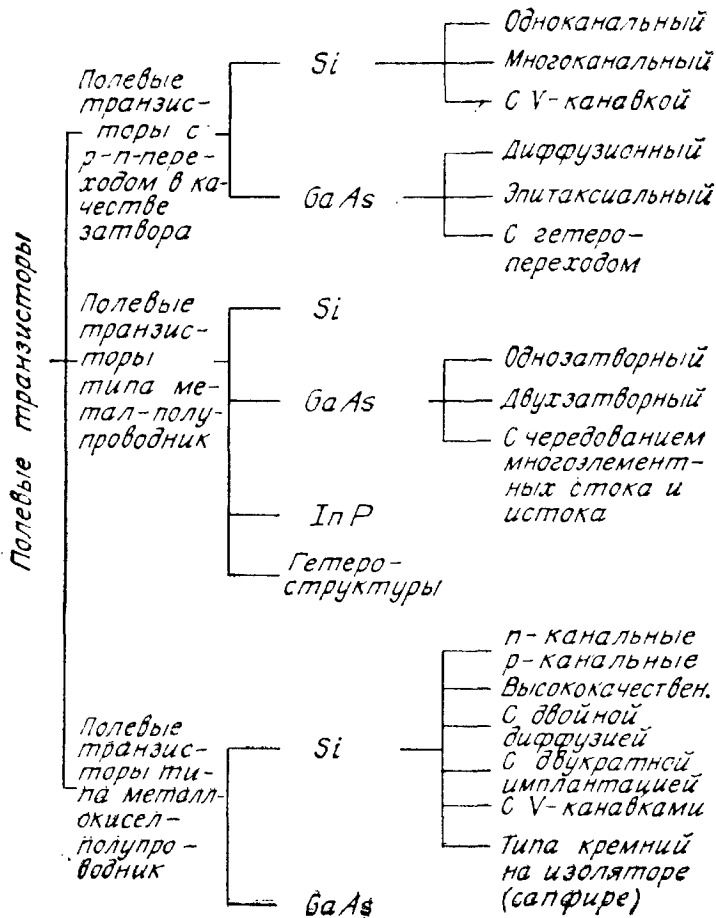 Полевые транзисторы
Полевые
транзис-
торы с
р-п-пере-
ходом в ка-
честве
затвора
Si
Одноканальный
Многоканальный
С V-канавкой
GaAs
Диффузионный
Эпитаксиальный
С гетеро-
переходом
Полевые
транзис-
торы
типа ме-
тал-полу-
проводник
Si
GaAs
Однозатворный
Двухзатворный
С чередованием
многоэлемент-
ных стока и
истока
InP
Гетеро-
структуры
Полевые
транзис-
торы ти-
па металл-
окисел-
полупро-
водник
Si
n-канальные
р-канальные
Высококачествен.
С двойной
диффузией
С двукратной
имплантацией
С V-канавками
Типа кремний
на изоляторе
(сапфире)
GaAs